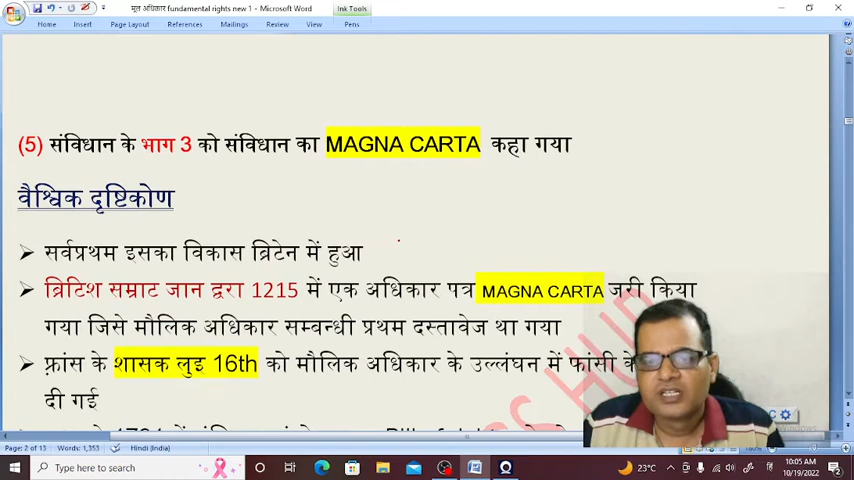 मूल अधिकार fundamental rights new 1 - Microsoft Word
Ink Tools
Home Insert Page Layout References Mailings Review View Pens
(5) संविधान के भाग 3 को संविधान का MAGNA CARTA कहा गया
वैश्विक दृष्टिकोण
➢ सर्वप्रथम इसका विकास ब्रिटेन में हुआ
➢ ब्रिटिश सम्राट जान द्वरा 1215 में एक अधिकार पत्र MAGNA CARTA जरी किया
गया जिसे मौलिक अधिकार सम्बन्धी प्रथम दस्तावेज था गया
➢ फ़्रांस के शासक लुइ 16th को मौलिक अधिकार के उल्लंघन में फांसी
दी गई
Page: 2 of 13 Words: 1,353 Hindi (India)
Type here to search
23°C
10:05 AM
10/19/2022